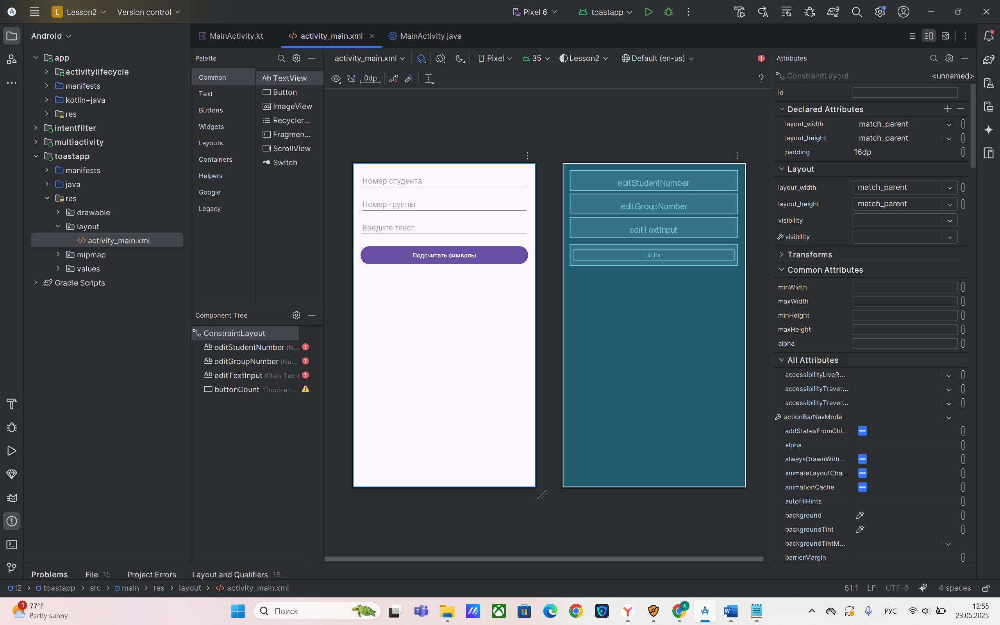 L Lesson2 Version control Pixel 6 toastapp
Android
app
activitylifecycle
manifests
kotlin+java
res
intentfilter
multiactivity
toastapp
manifests
java
res
drawable
layout
</> activity_main.xml
mipmap
values
Gradle Scripts
MainActivity.kt </> activity_main.xml © MainActivity.java
Palette
Common
Text
Buttons
Widgets
Layouts
Containers
Helpers
Google
Legacy
Ab TextView
Button
ImageView
Recycler...
Fragmen...
ScrollView
Switch
Component Tree
ConstraintLayout
Ab editStudentNumber (N...
Ab editGroupNumber (Nu...
Ab editTextInput (Plain Text)
buttonCount "Подсчит...
activity_main.xml Pixel 35 Lesson2 Default (en-us)
0dp ?
Номер студента
Номер группы
Введите текст
Подсчитать символы
editStudentNumber
editGroupNumber
editTextInput
Button
Attributes
ConstraintLayout <unnamed>
id
Declared Attributes
layout_width match_parent
layout_height match_parent
padding 16dp
Layout
layout_width match_parent
layout_height match_parent
visibility
visibility
Transforms
Common Attributes
minWidth
maxWidth
minHeight
maxHeight
alpha
All Attributes
accessibilityLiveR...
accessibilityTraver...
accessibilityTraver...
actionBarNavMode
addStatesFromChi...
alpha
alwaysDrawnWith...
animateLayoutCha...
animationCache
autofillHints
background
backgroundTint
backgroundTintM...
barrierMargin
Problems File 15 Project Errors Layout and Qualifiers 18
l2 > toastapp > src > main > res > layout > </> activity_main.xml 51:1 LF UTF-8 4 spaces
1 77°F
Partly sunny
Поиск
A
РУС
12:55
23.05.2025